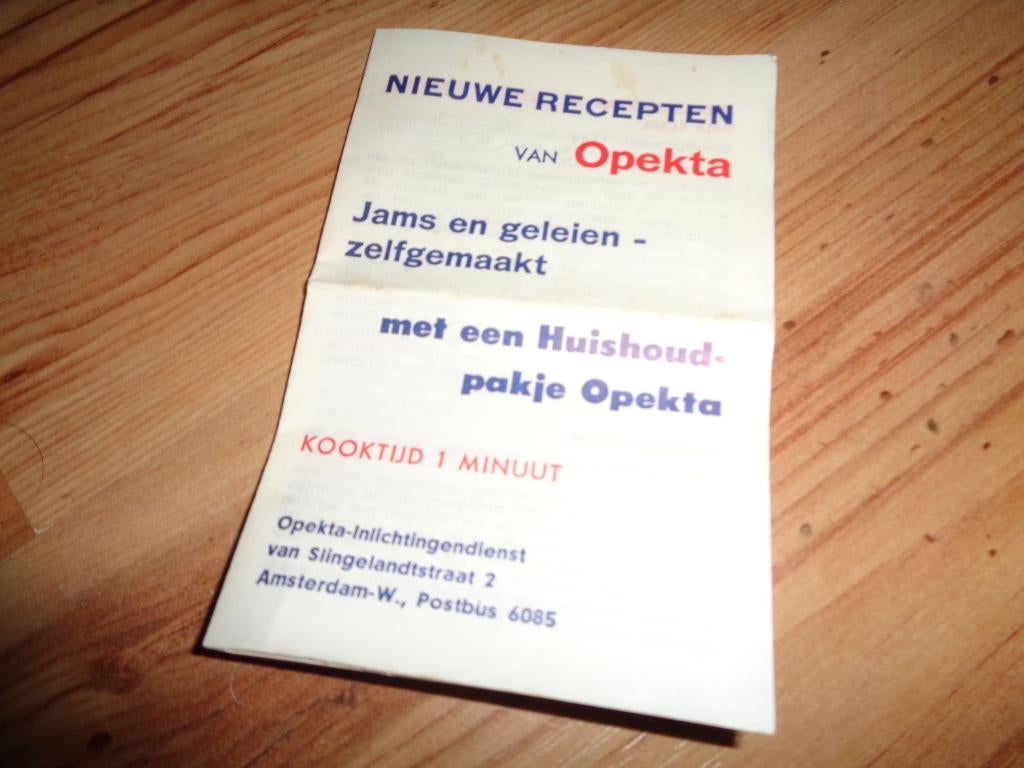 NIEUWE RECEPTEN
VAN Opekta
Jams en geleien -
zelfgemaakt
met een Huishoud-
pakje Opekta
KOOKTIJD 1 MINUUT
Opekta-Inlichtingendienst
van Slingelandtstraat 2
Amsterdam-W., Postbus 6085